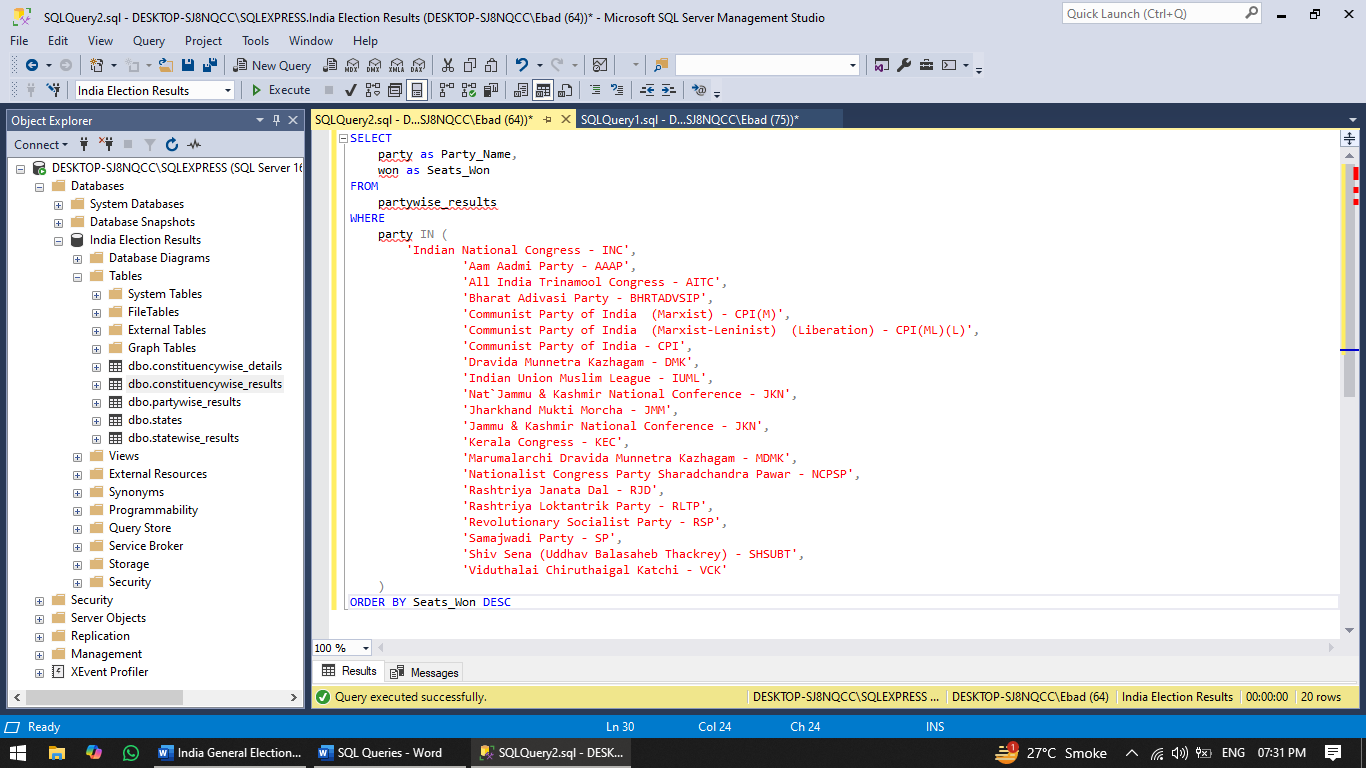 SQLQuery2.sql - DESKTOP-SJ8NQCC\SQLEXPRESS.India Election Results (DESKTOP-SJ8NQCC\Ebad (64))* - Microsoft SQL Server Management Studio
Quick Launch (Ctrl+Q)
File Edit View Query Project Tools Window Help
New Query MDX DMX XMLA DAX
India Election Results Execute
Object Explorer
SQLQuery2.sql - D...SJ8NQCC\Ebad (64))* SQLQuery1.sql - D...SJ8NQCC\Ebad (75))*
Connect
DESKTOP-SJ8NQCC\SQLEXPRESS (SQL Server 16
Databases
System Databases
Database Snapshots
India Election Results
Database Diagrams
Tables
System Tables
FileTables
External Tables
Graph Tables
dbo.constituencywise_details
dbo.constituencywise_results
dbo.partywise_results
dbo.states
dbo.statewise_results
Views
External Resources
Synonyms
Programmability
Query Store
Service Broker
Storage
Security
Security
Server Objects
Replication
Management
XEvent Profiler
SELECT
party as Party_Name,
won as Seats_Won
FROM
partywise_results
WHERE
party IN (
'Indian National Congress - INC',
'Aam Aadmi Party - AAAP',
'All India Trinamool Congress - AITC',
'Bharat Adivasi Party - BHRTADVSIP',
'Communist Party of India  (Marxist) - CPI(M)',
'Communist Party of India  (Marxist-Leninist)  (Liberation) - CPI(ML)(L)',
'Communist Party of India - CPI',
'Dravida Munnetra Kazhagam - DMK',
'Indian Union Muslim League - IUML',
'Nat`Jammu & Kashmir National Conference - JKN',
'Jharkhand Mukti Morcha - JMM',
'Jammu & Kashmir National Conference - JKN',
'Kerala Congress - KEC',
'Marumalarchi Dravida Munnetra Kazhagam - MDMK',
'Nationalist Congress Party Sharadchandra Pawar - NCPSP',
'Rashtriya Janata Dal - RJD',
'Rashtriya Loktantrik Party - RLTP',
'Revolutionary Socialist Party - RSP',
'Samajwadi Party - SP',
'Shiv Sena (Uddhav Balasaheb Thackrey) - SHSUBT',
'Viduthalai Chiruthaigal Katchi - VCK'
)
ORDER BY Seats_Won DESC
100 %
Results Messages
Query executed successfully. DESKTOP-SJ8NQCC\SQLEXPRESS ... DESKTOP-SJ8NQCC\Ebad (64) India Election Results 00:00:00 20 rows
Ready Ln 30 Col 24 Ch 24 INS
India General Election... SQL Queries - Word SQLQuery2.sql - DESK... 1 27°C Smoke ENG 07:31 PM